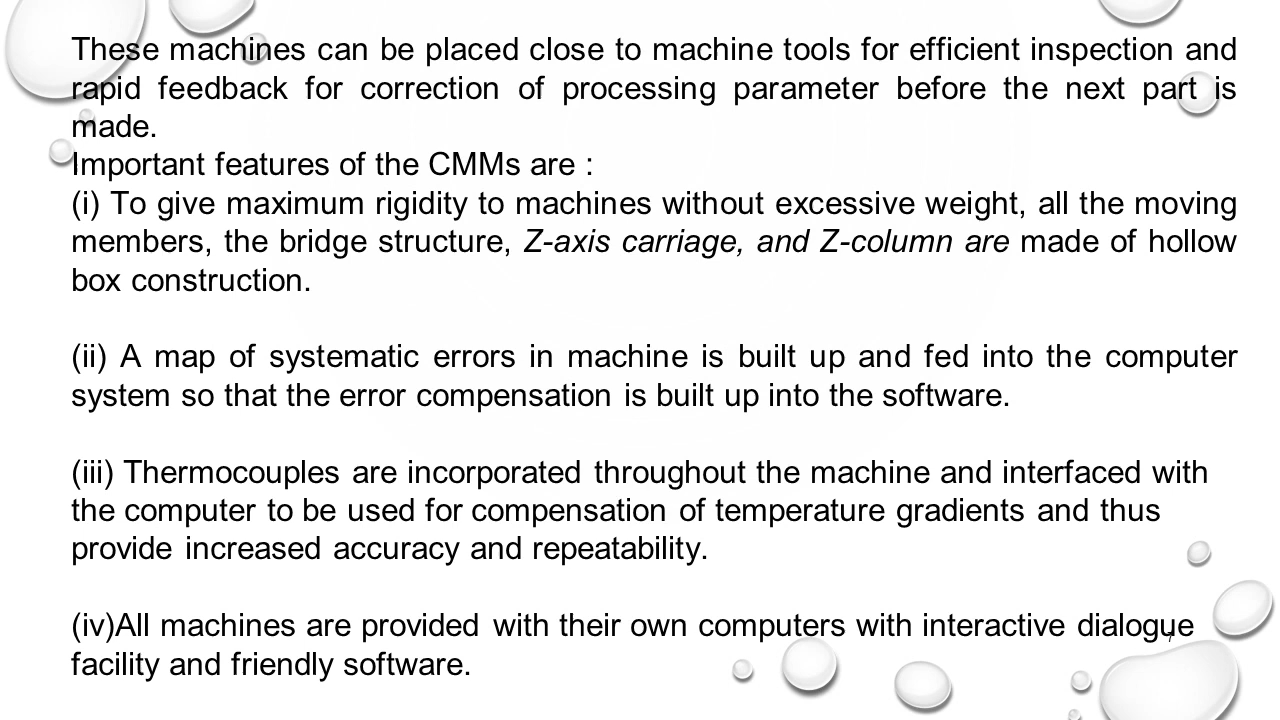 These machines can be placed close to machine tools for efficient inspection and
rapid feedback for correction of processing parameter before the next part is
made.
Important features of the CMMs are :
(i) To give maximum rigidity to machines without excessive weight, all the moving
members, the bridge structure, Z-axis carriage, and Z-column are made of hollow
box construction.
(ii) A map of systematic errors in machine is built up and fed into the computer
system so that the error compensation is built up into the software.
(iii) Thermocouples are incorporated throughout the machine and interfaced with
the computer to be used for compensation of temperature gradients and thus
provide increased accuracy and repeatability.
(iv)All machines are provided with their own computers with interactive dialogue
7
facility and friendly software.